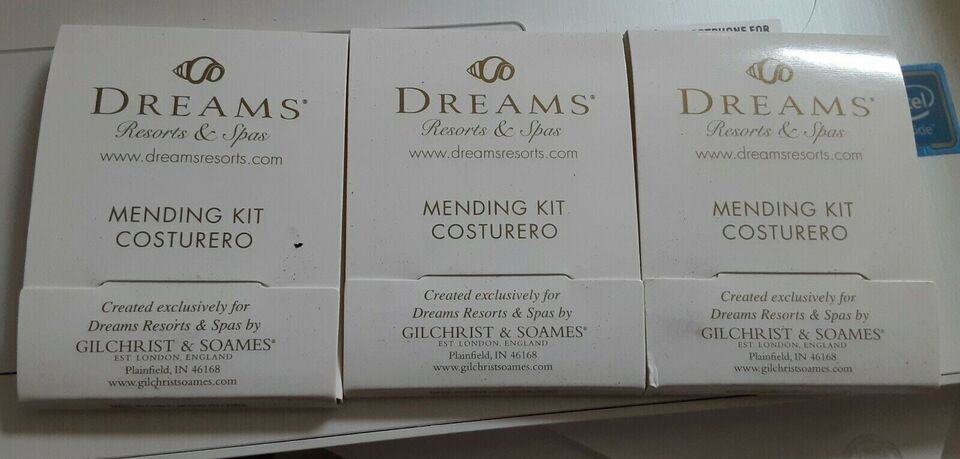 DREAMS®
Resorts & Spas
www.dreamsresorts.com
MENDING KIT
COSTURERO
Created exclusively for
Dreams Resorts & Spas by
GILCHRIST & SOAMES®
EST. LONDON, ENGLAND
Plainfield, IN 46168
www.gilchristsoames.com
DREAMS®
Resorts & Spas
www.dreamsresorts.com
MENDING KIT
COSTURERO
Created exclusively for
Dreams Resorts & Spas by
GILCHRIST & SOAMES®
EST. LONDON, ENGLAND
Plainfield, IN 46168
www.gilchristsoames.com
FOR
DREAMS®
Resorts & Spas
www.dreamsresorts.com
MENDING KIT
COSTURERO
Created exclusively for
Dreams Resorts & Spas by
GILCHRIST & SOAMES®
EST. LONDON, ENGLAND
Plainfield, IN 46168
www.gilchristsoames.com